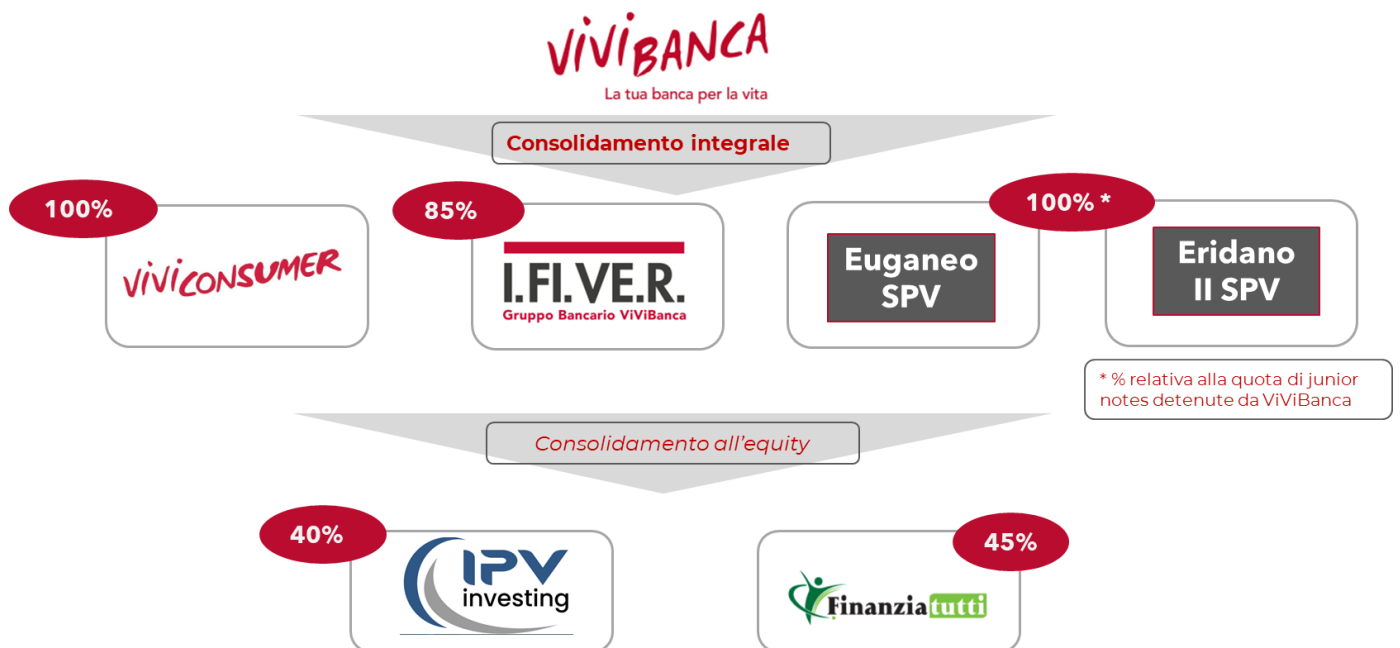 ViViBANCA
La tua banca per la vita
Consolidamento integrale
100%
ViViCONSUMER
85%
I.FI.VE.R.
Gruppo Bancario ViViBanca
100% *
Euganeo
SPV
Eridano
II SPV
* % relativa alla quota di junior
notes detenute da ViViBanca
Consolidamento all'equity
40%
IPV
investing
45%
Finanziatutti